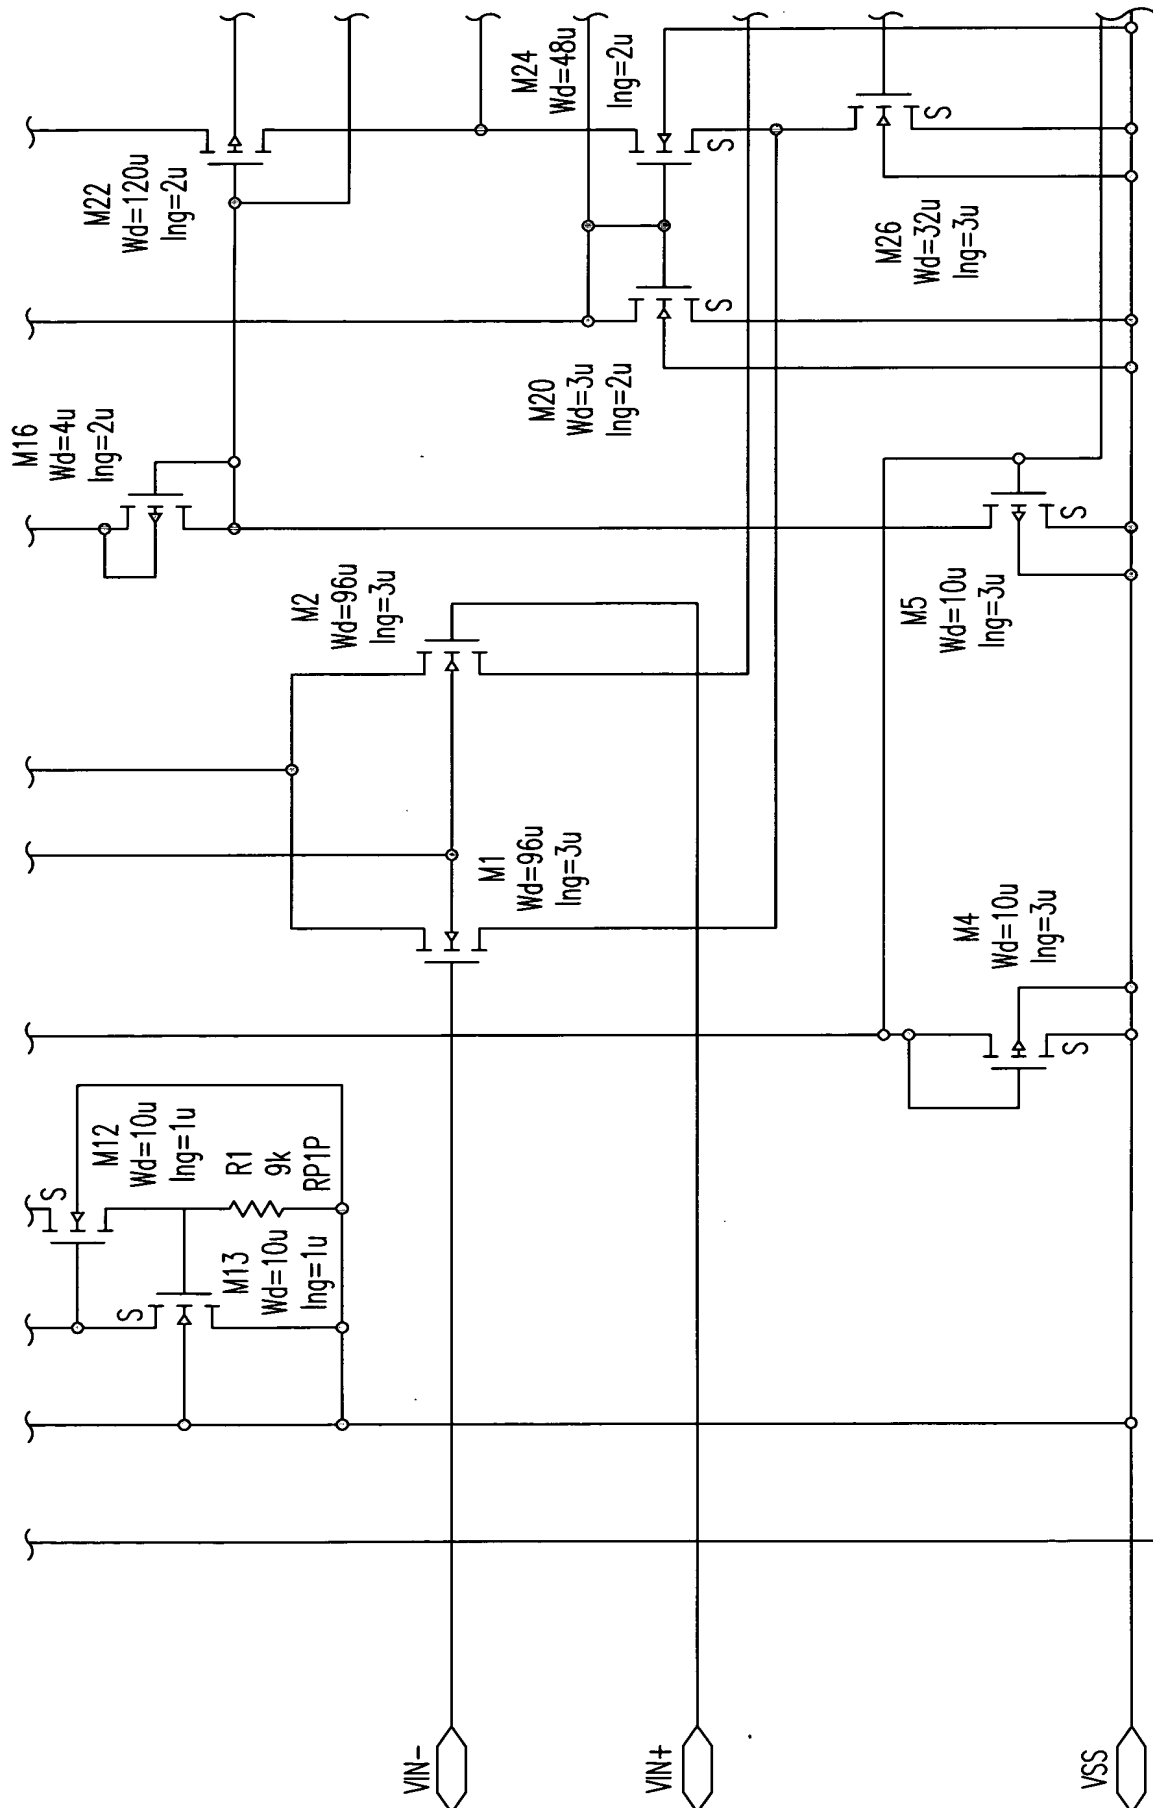 M12
Wd=10u
lng=1u
S
R1
9k
RP1P
S
M13
Wd=10u
lng=1u
M16
Wd=4u
lng=2u
M22
Wd=120u
lng=2u
M2
Wd=96u
lng=3u
M1
Wd=96u
lng=3u
M20
Wd=3u
lng=2u
S
M24
Wd=48u
lng=2u
S
M4
Wd=10u
lng=3u
S
M5
Wd=10u
lng=3u
S
M26
Wd=32u
lng=3u
S
VIN-
VIN+
VSS